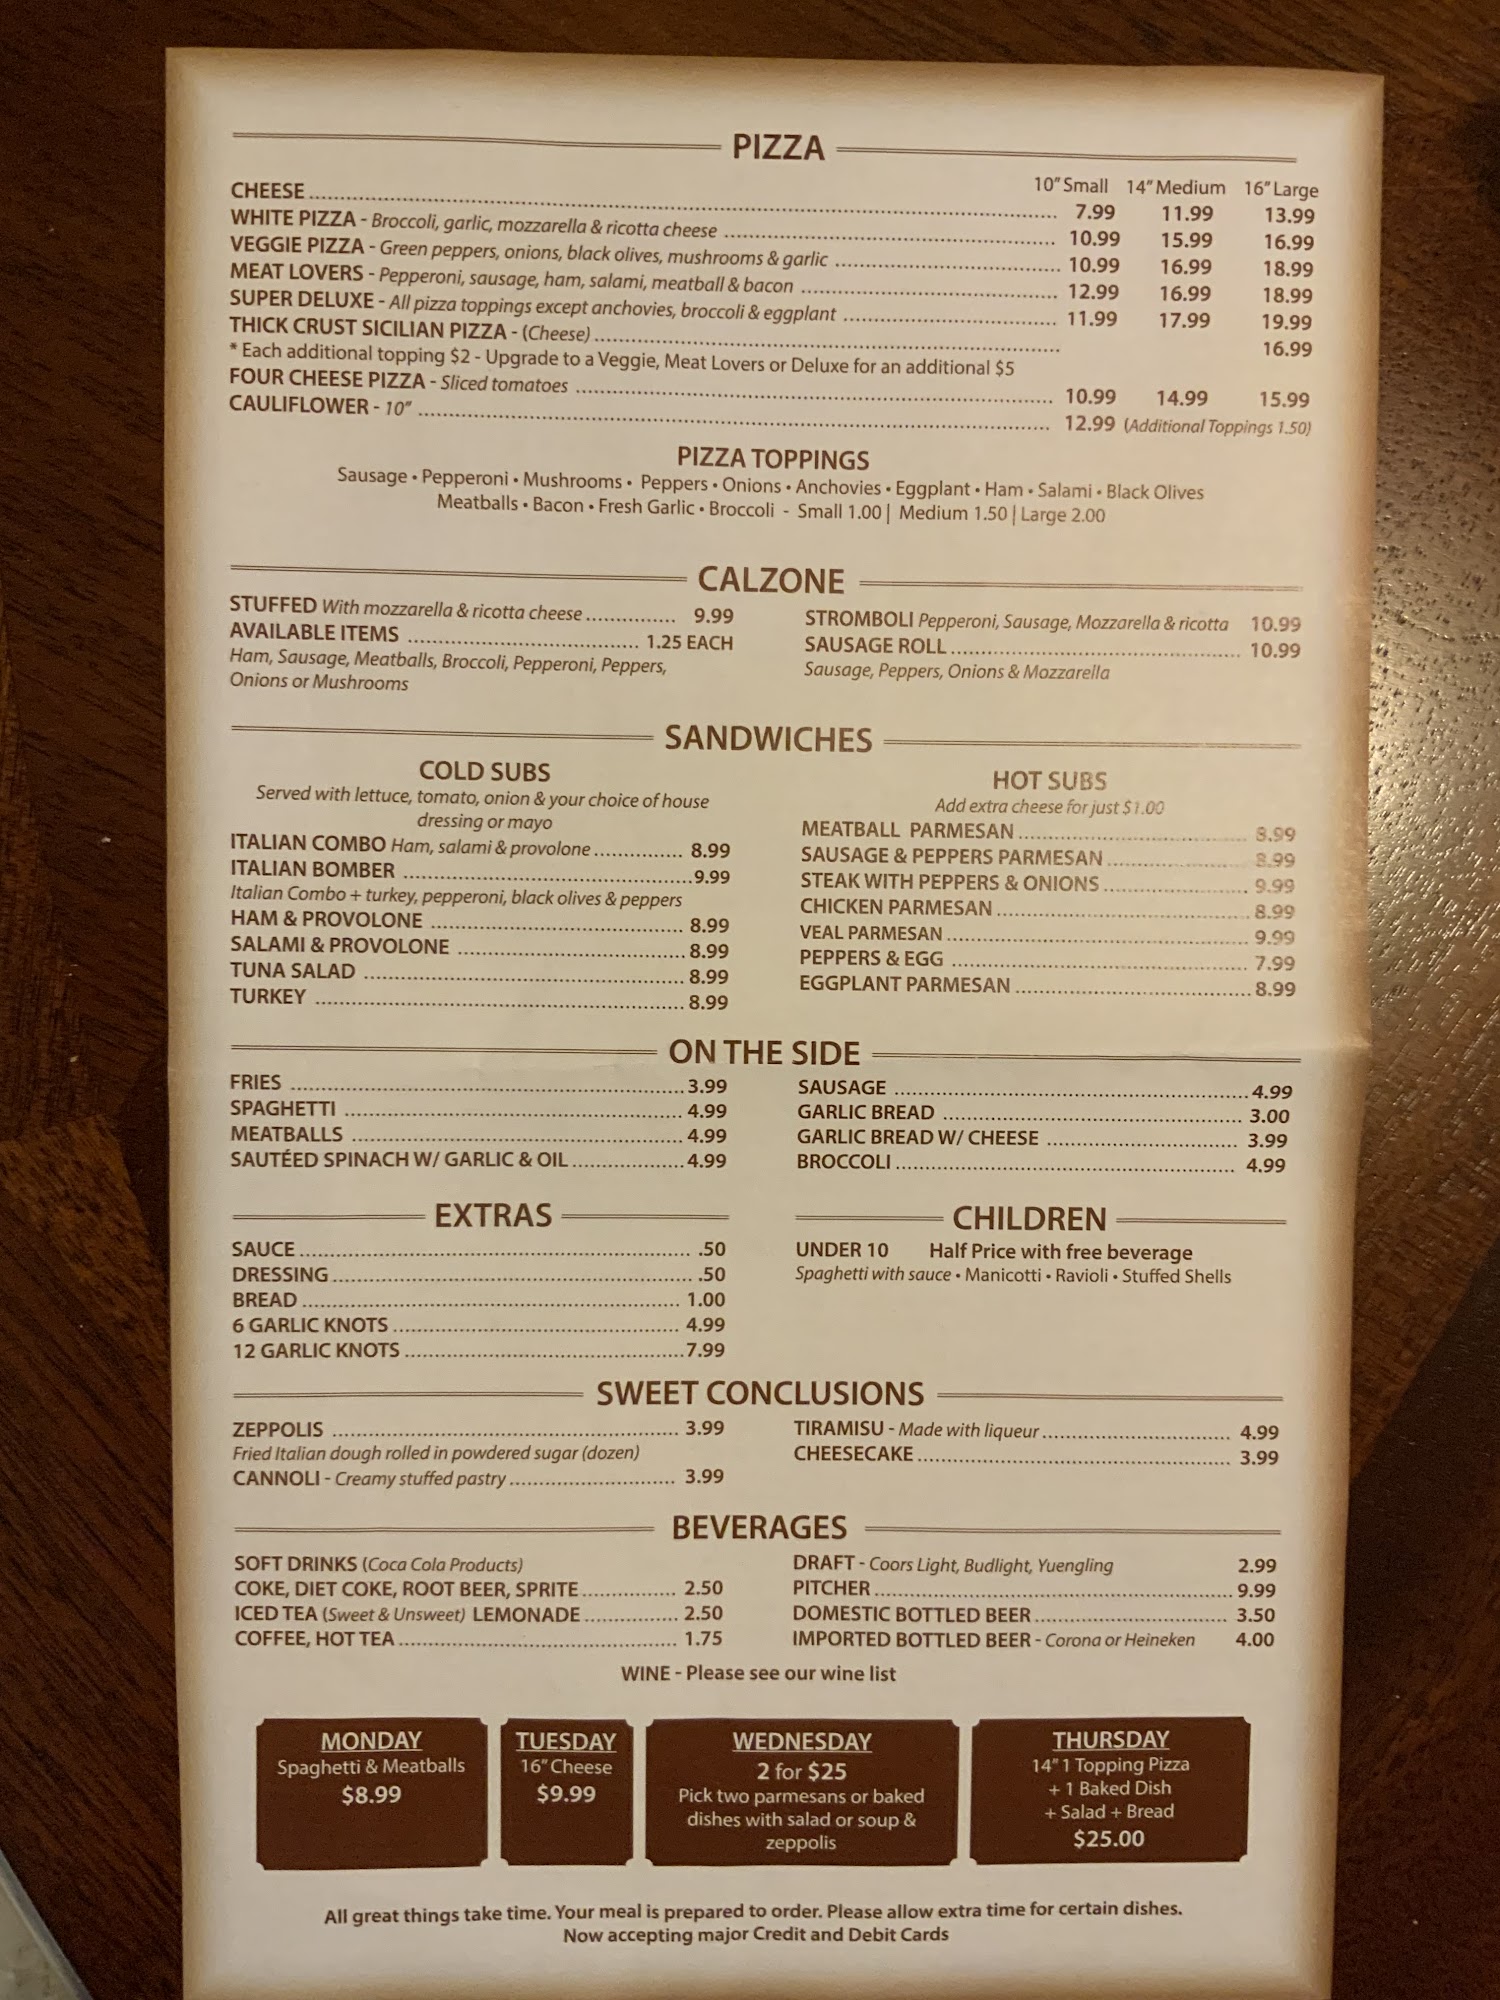 PIZZA
10" Small 14" Medium 16" Large
CHEESE 7.99 11.99 13.99
WHITE PIZZA - Broccoli, garlic, mozzarella & ricotta cheese 10.99 15.99 16.99
VEGGIE PIZZA - Green peppers, onions, black olives, mushrooms & garlic 10.99 16.99 18.99
MEAT LOVERS - Pepperoni, sausage, ham, salami, meatball & bacon 12.99 16.99 18.99
SUPER DELUXE - All pizza toppings except anchovies, broccoli & eggplant 11.99 17.99 19.99
THICK CRUST SICILIAN PIZZA - (Cheese) 16.99
* Each additional topping $2 - Upgrade to a Veggie, Meat Lovers or Deluxe for an additional $5
FOUR CHEESE PIZZA - Sliced tomatoes 10.99 14.99 15.99
CAULIFLOWER - 10" 12.99 (Additional Toppings 1.50)
PIZZA TOPPINGS
Sausage • Pepperoni • Mushrooms • Peppers • Onions • Anchovies • Eggplant • Ham • Salami • Black Olives
Meatballs • Bacon • Fresh Garlic • Broccoli - Small 1.00 | Medium 1.50 | Large 2.00
CALZONE
STUFFED With mozzarella & ricotta cheese 9.99
AVAILABLE ITEMS 1.25 EACH
Ham, Sausage, Meatballs, Broccoli, Pepperoni, Peppers,
Onions or Mushrooms
STROMBOLI Pepperoni, Sausage, Mozzarella & ricotta 10.99
SAUSAGE ROLL 10.99
Sausage, Peppers, Onions & Mozzarella
SANDWICHES
COLD SUBS
Served with lettuce, tomato, onion & your choice of house
dressing or mayo
ITALIAN COMBO Ham, salami & provolone 8.99
ITALIAN BOMBER 9.99
Italian Combo + turkey, pepperoni, black olives & peppers
HAM & PROVOLONE 8.99
SALAMI & PROVOLONE 8.99
TUNA SALAD 8.99
TURKEY 8.99
HOT SUBS
Add extra cheese for just $1.00
MEATBALL PARMESAN 8.99
SAUSAGE & PEPPERS PARMESAN 8.99
STEAK WITH PEPPERS & ONIONS 9.99
CHICKEN PARMESAN 8.99
VEAL PARMESAN 9.99
PEPPERS & EGG 7.99
EGGPLANT PARMESAN 8.99
ON THE SIDE
FRIES 3.99
SPAGHETTI 4.99
MEATBALLS 4.99
SAUTÉED SPINACH W/ GARLIC & OIL 4.99
SAUSAGE 4.99
GARLIC BREAD 3.00
GARLIC BREAD W/ CHEESE 3.99
BROCCOLI 4.99
EXTRAS
SAUCE .50
DRESSING .50
BREAD 1.00
6 GARLIC KNOTS 4.99
12 GARLIC KNOTS 7.99
CHILDREN
UNDER 10 Half Price with free beverage
Spaghetti with sauce • Manicotti • Ravioli • Stuffed Shells
SWEET CONCLUSIONS
ZEPPOLIS 3.99
Fried Italian dough rolled in powdered sugar (dozen)
CANNOLI - Creamy stuffed pastry 3.99
TIRAMISU - Made with liqueur 4.99
CHEESECAKE 3.99
BEVERAGES
SOFT DRINKS (Coca Cola Products)
COKE, DIET COKE, ROOT BEER, SPRITE 2.50
ICED TEA (Sweet & Unsweet) LEMONADE 2.50
COFFEE, HOT TEA 1.75
DRAFT - Coors Light, Budlight, Yuengling 2.99
PITCHER 9.99
DOMESTIC BOTTLED BEER 3.50
IMPORTED BOTTLED BEER - Corona or Heineken 4.00
WINE - Please see our wine list
MONDAY
Spaghetti & Meatballs
$8.99
TUESDAY
16" Cheese
$9.99
WEDNESDAY
2 for $25
Pick two parmesans or baked
dishes with salad or soup &
zeppolis
THURSDAY
14" 1 Topping Pizza
+ 1 Baked Dish
+ Salad + Bread
$25.00
All great things take time. Your meal is prepared to order. Please allow extra time for certain dishes.
Now accepting major Credit and Debit Cards